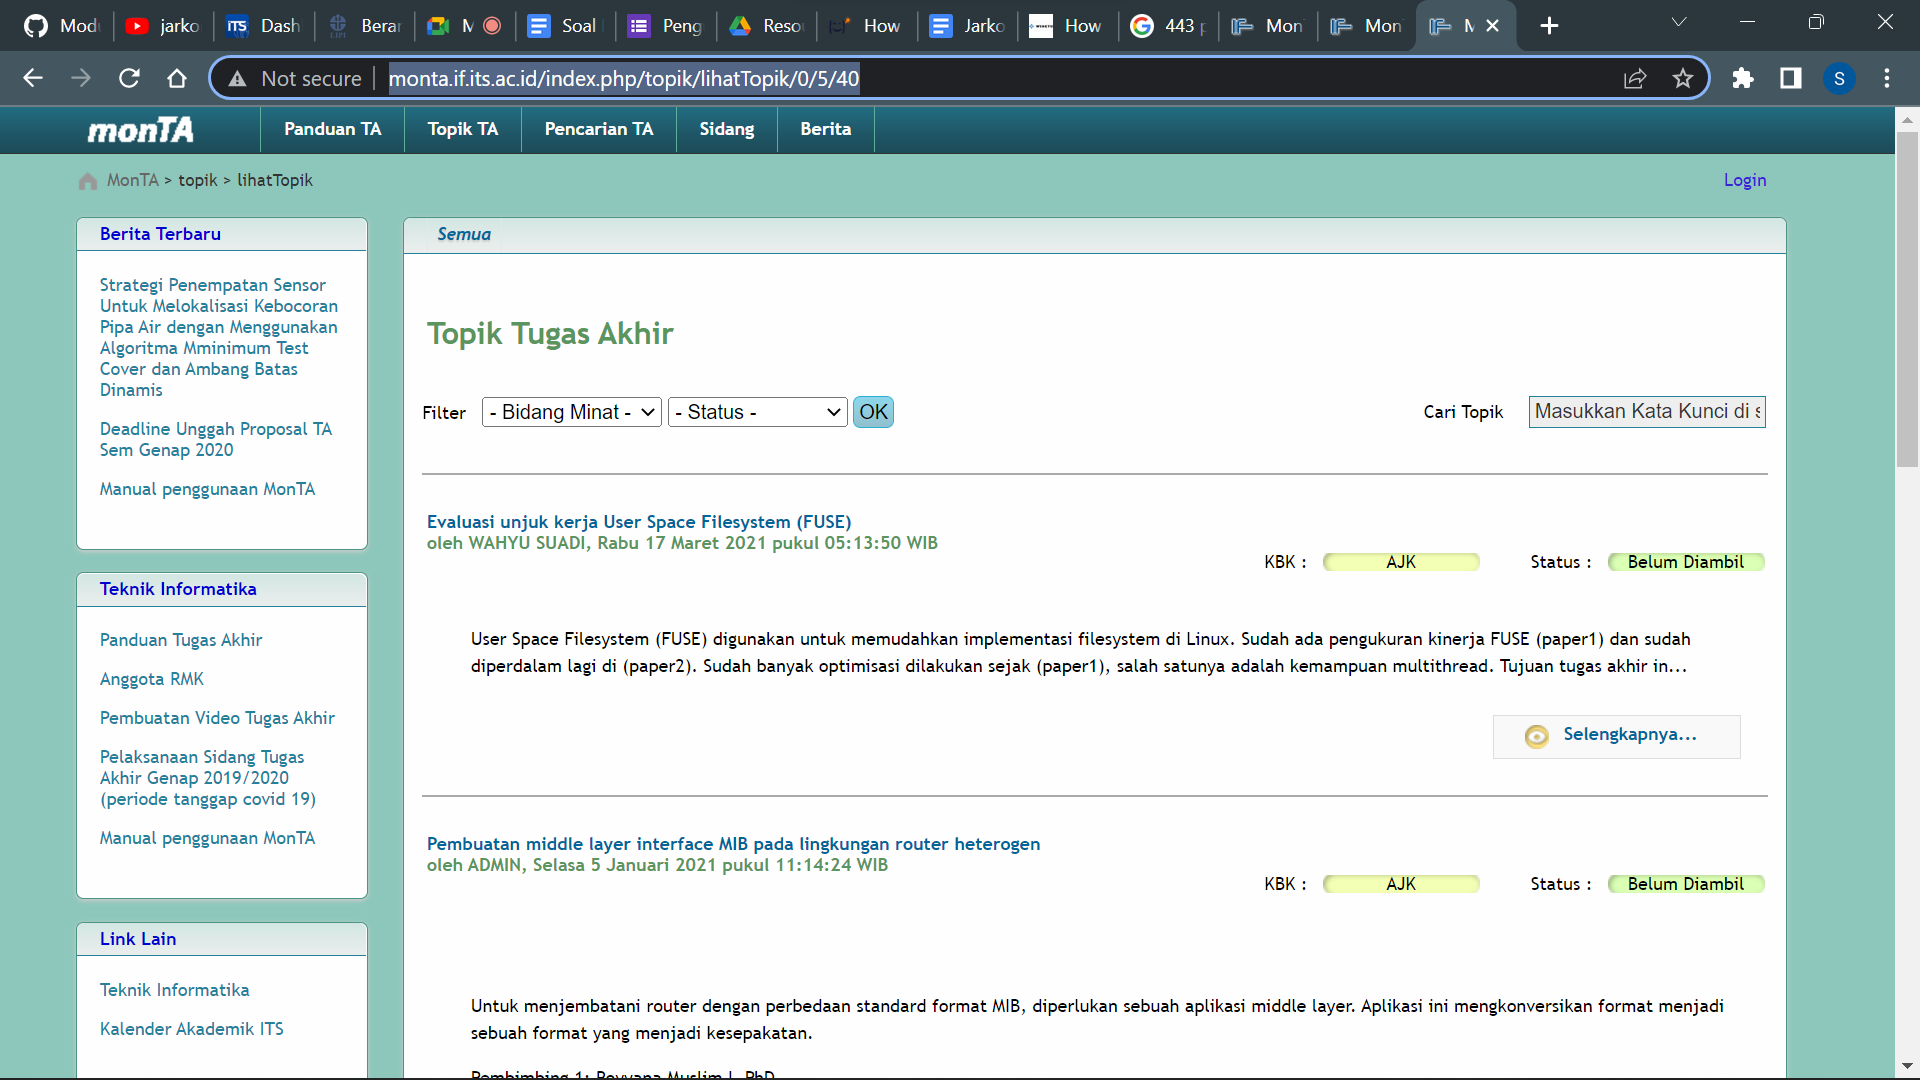 Modu
jarko
ITS Dash
Berar
M
Soal
Peng
Reso
How
Jarko
How
443 p
Mon
Mon
M
Not secure
monta.if.its.ac.id/index.php/topik/lihatTopik/0/5/40
S
monTA
Panduan TA
Topik TA
Pencarian TA
Sidang
Berita
MonTA > topik > lihatTopik
Login
Berita Terbaru
Strategi Penempatan Sensor
Untuk Melokalisasi Kebocoran
Pipa Air dengan Menggunakan
Algoritma Mminimum Test
Cover dan Ambang Batas
Dinamis
Deadline Unggah Proposal TA
Sem Genap 2020
Manual penggunaan MonTA
Teknik Informatika
Panduan Tugas Akhir
Anggota RMK
Pembuatan Video Tugas Akhir
Pelaksanaan Sidang Tugas
Akhir Genap 2019/2020
(periode tanggap covid 19)
Manual penggunaan MonTA
Link Lain
Teknik Informatika
Kalender Akademik ITS
Semua
Topik Tugas Akhir
Filter
- Bidang Minat -
- Status -
OK
Cari Topik
Masukkan Kata Kunci di s
Evaluasi unjuk kerja User Space Filesystem (FUSE)
oleh WAHYU SUADI, Rabu 17 Maret 2021 pukul 05:13:50 WIB
KBK : AJK Status : Belum Diambil
User Space Filesystem (FUSE) digunakan untuk memudahkan implementasi filesystem di Linux. Sudah ada pengukuran kinerja FUSE (paper1) dan sudah
diperdalam lagi di (paper2). Sudah banyak optimisasi dilakukan sejak (paper1), salah satunya adalah kemampuan multithread. Tujuan tugas akhir in...
Selengkapnya...
Pembuatan middle layer interface MIB pada lingkungan router heterogen
oleh ADMIN, Selasa 5 Januari 2021 pukul 11:14:24 WIB
KBK : AJK Status : Belum Diambil
Untuk menjembatani router dengan perbedaan standard format MIB, diperlukan sebuah aplikasi middle layer. Aplikasi ini mengkonversikan format menjadi
sebuah format yang menjadi kesepakatan.
Pembimbing 1: Royyana Muslim I, PhD